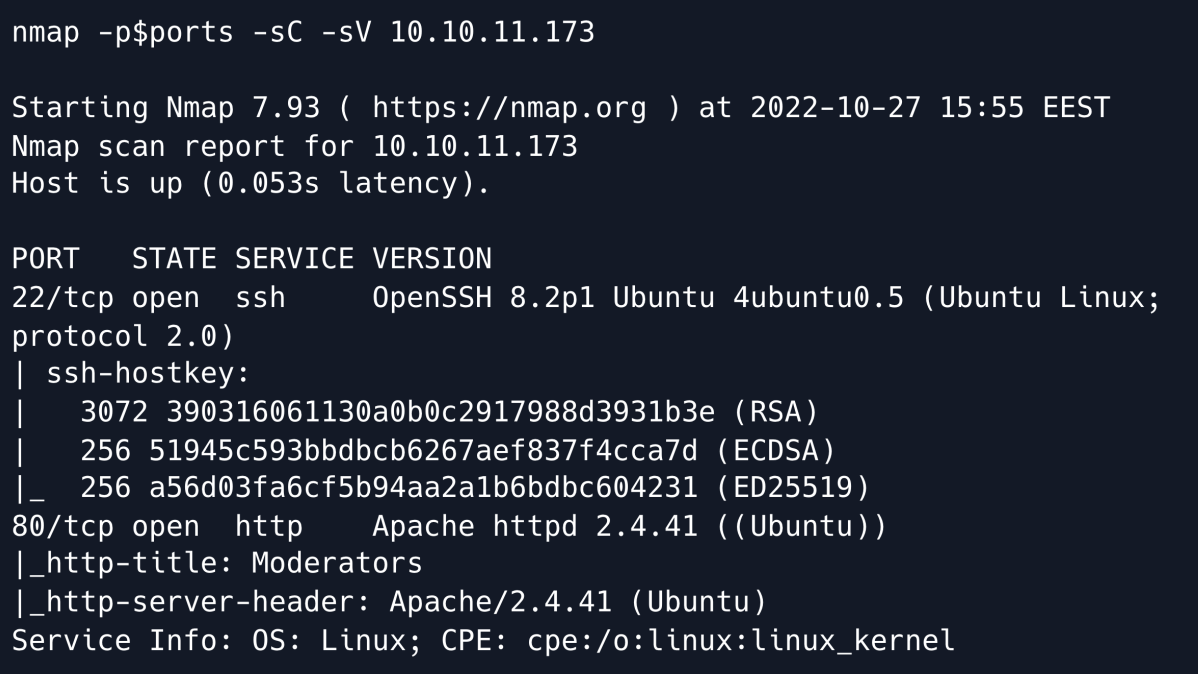 nmap -p$ports -sC -sV 10.10.11.173
Starting Nmap 7.93 ( https://nmap.org ) at 2022-10-27 15:55 EEST
Nmap scan report for 10.10.11.173
Host is up (0.053s latency).
PORT   STATE SERVICE VERSION
22/tcp open  ssh     OpenSSH 8.2p1 Ubuntu 4ubuntu0.5 (Ubuntu Linux;
protocol 2.0)
| ssh-hostkey:
|   3072 390316061130a0b0c2917988d3931b3e (RSA)
|   256 51945c593bbdbcb6267aef837f4cca7d (ECDSA)
|_  256 a56d03fa6cf5b94aa2a1b6bdbc604231 (ED25519)
80/tcp open  http    Apache httpd 2.4.41 ((Ubuntu))
|_http-title: Moderators
|_http-server-header: Apache/2.4.41 (Ubuntu)
Service Info: OS: Linux; CPE: cpe:/o:linux:linux_kernel